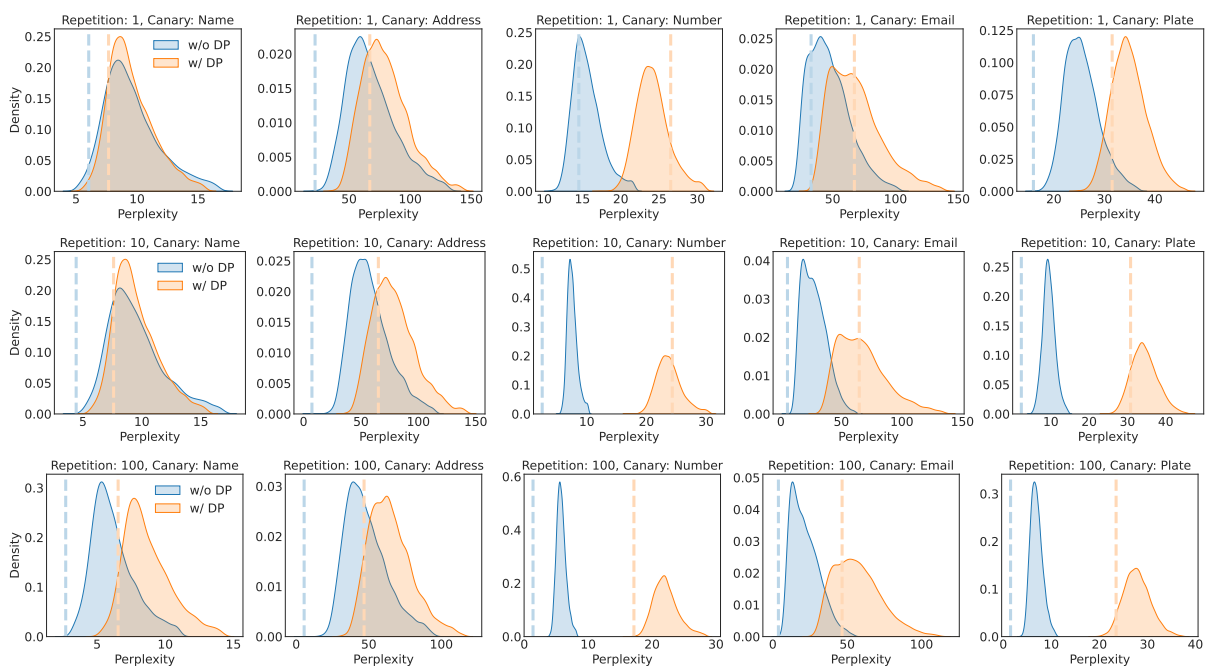 Repetition: 1, Canary: Name
Repetition: 1, Canary: Address
Repetition: 1, Canary: Number
Repetition: 1, Canary: Email
Repetition: 1, Canary: Plate
Density
0.25
0.20
0.15
0.10
0.05
0.00
w/o DP
w/ DP
5 10 15
Perplexity
0.020
0.015
0.010
0.005
0.000
50 100 150
Perplexity
0.25
0.20
0.15
0.10
0.05
0.00
10 15 20 25 30
Perplexity
0.025
0.020
0.015
0.010
0.005
0.000
50 100 150
Perplexity
0.125
0.100
0.075
0.050
0.025
0.000
20 30 40
Perplexity
Repetition: 10, Canary: Name
Repetition: 10, Canary: Address
Repetition: 10, Canary: Number
Repetition: 10, Canary: Email
Repetition: 10, Canary: Plate
Density
0.25
0.20
0.15
0.10
0.05
0.00
w/o DP
w/ DP
5 10 15
Perplexity
0.025
0.020
0.015
0.010
0.005
0.000
0 50 100 150
Perplexity
0.5
0.4
0.3
0.2
0.1
0.0
0 10 20 30
Perplexity
0.04
0.03
0.02
0.01
0.00
0 50 100 150
Perplexity
0.25
0.20
0.15
0.10
0.05
0.00
0 10 20 30 40
Perplexity
Repetition: 100, Canary: Name
Repetition: 100, Canary: Address
Repetition: 100, Canary: Number
Repetition: 100, Canary: Email
Repetition: 100, Canary: Plate
Density
0.3
0.2
0.1
0.0
w/o DP
w/ DP
5 10 15
Perplexity
0.03
0.02
0.01
0.00
0 50 100
Perplexity
0.6
0.4
0.2
0.0
0 10 20 30
Perplexity
0.05
0.04
0.03
0.02
0.01
0.00
0 50 100
Perplexity
0.3
0.2
0.1
0.0
0 10 20 30 40
Perplexity